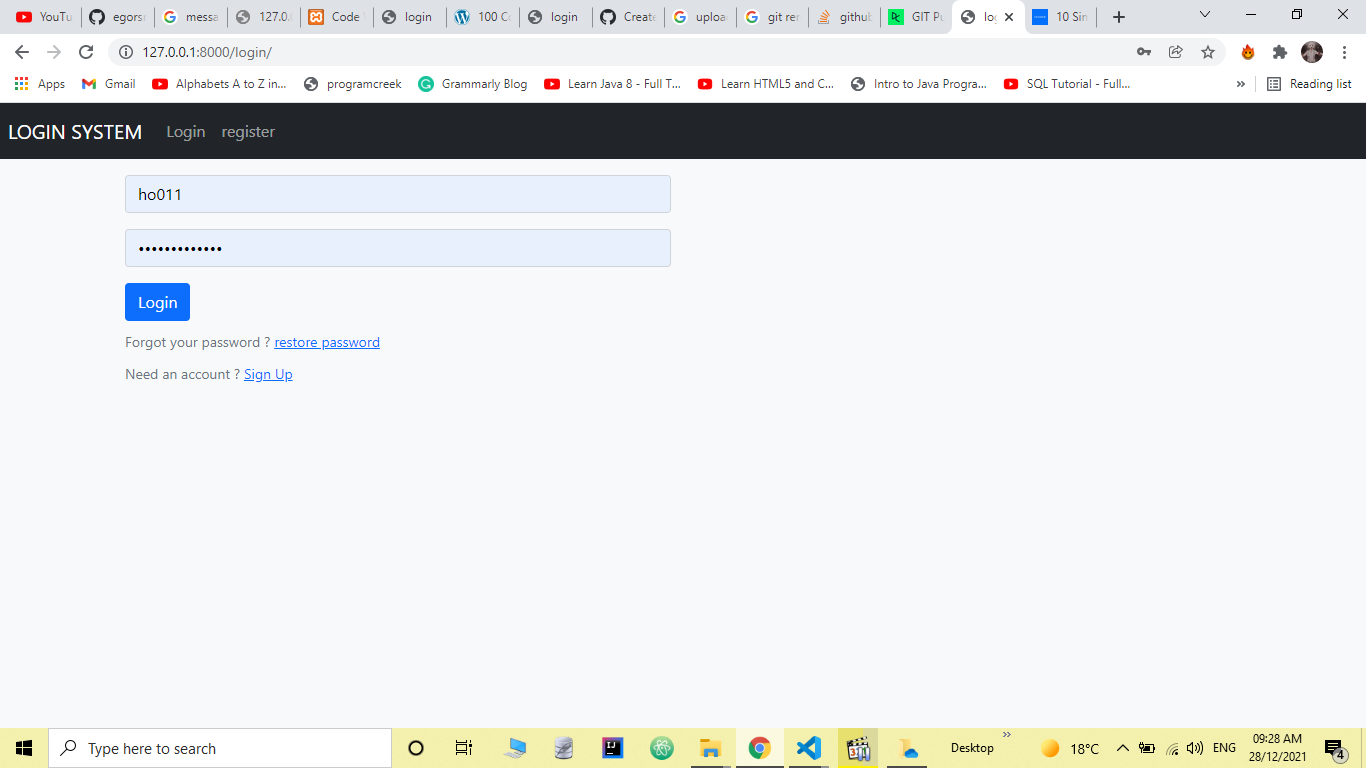 YouTu egorsr messa 127.0. Code login 100 Co login Create uploa git rer github GIT Pu log 10 Sim
127.0.0.1:8000/login/
Apps Gmail Alphabets A to Z in... programcreek Grammarly Blog Learn Java 8 - Full T... Learn HTML5 and C... Intro to Java Progra... SQL Tutorial - Full... » Reading list
LOGIN SYSTEM Login register
ho011
•••••••••••••
Login
Forgot your password ? restore password
Need an account ? Sign Up
Type here to search
Desktop »
18°C
ENG
09:28 AM
28/12/2021
4